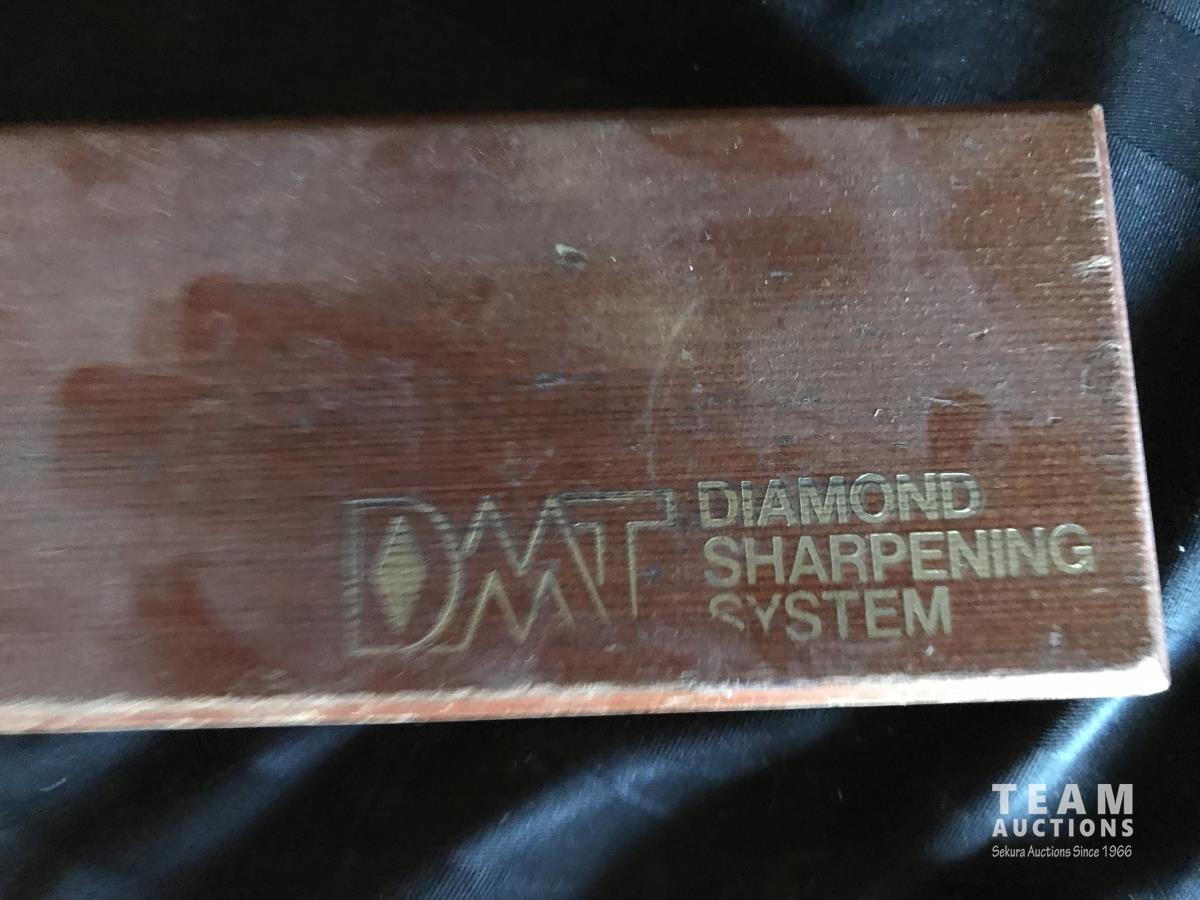 DMT
DIAMOND
SHARPENING
SYSTEM
TEAM
AUCTIONS
Sekura Auctions Since 1966